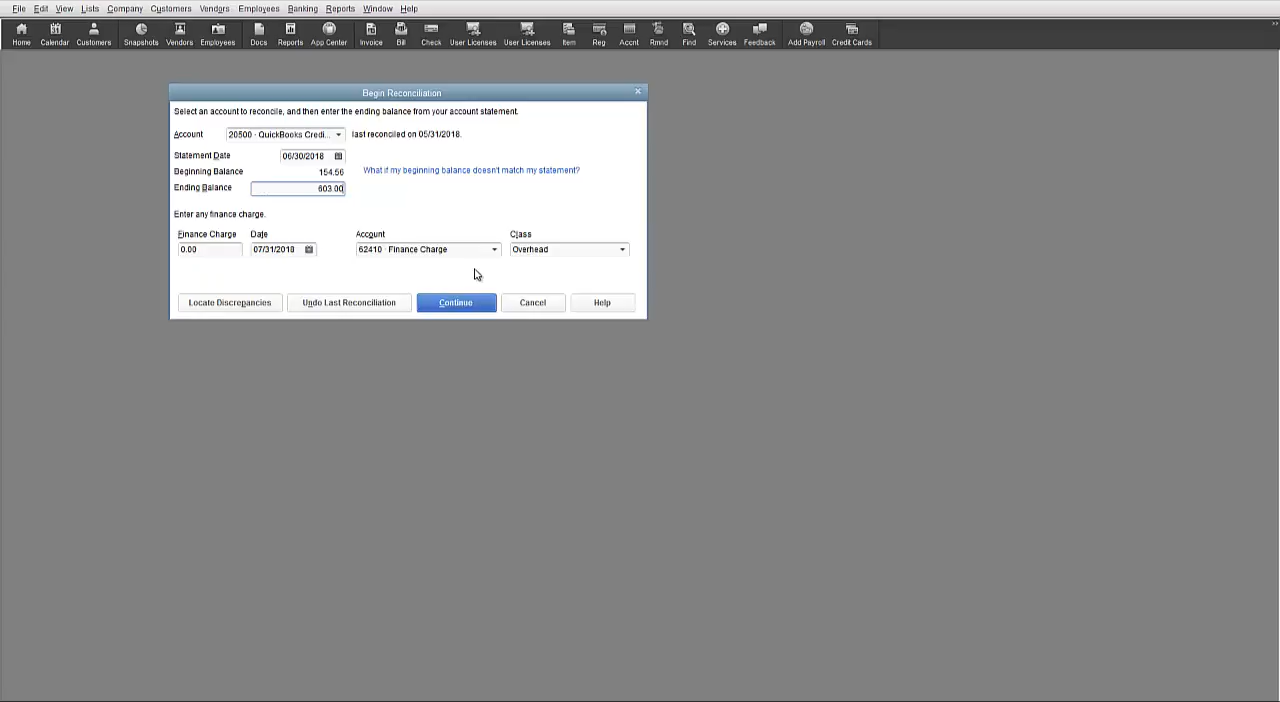 File Edit View Lists Company Customers Vendors Employees Banking Reports Window Help
Home Calendar Customers Snapshots Vendors Employees Docs Reports App Center Invoice Bill Check User Licenses User Licenses Item Reg Accnt Rmnd Find Services Feedback Add Payroll Credit Cards
Begin Reconciliation
Select an account to reconcile, and then enter the ending balance from your account statement.
Account 20500 · QuickBooks Credi... last reconciled on 05/31/2018.
Statement Date 06/30/2018
Beginning Balance 154.56 What if my beginning balance doesn't match my statement?
Ending Balance 603.00
Enter any finance charge.
Finance Charge Date Account Class
0.00 07/31/2018 62410 · Finance Charge Overhead
Locate Discrepancies Undo Last Reconciliation Continue Cancel Help